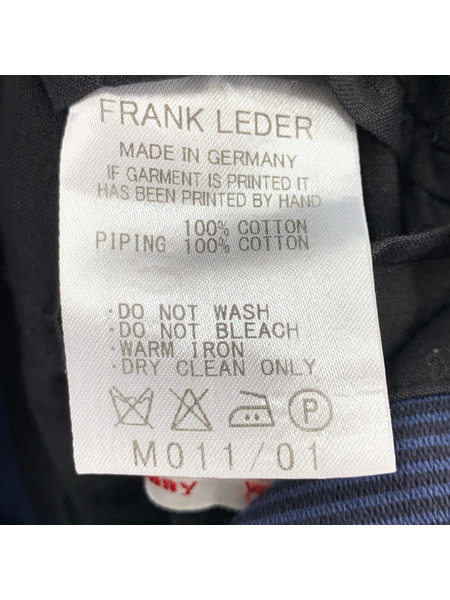 FRANK LEDER
MADE IN GERMANY
IF GARMENT IS PRINTED IT
HAS BEEN PRINTED BY HAND
100% COTTON
PIPING 100% COTTON
·DO NOT WASH
·DO NOT BLEACH
·WARM IRON
·DRY CLEAN ONLY
P
M011/01